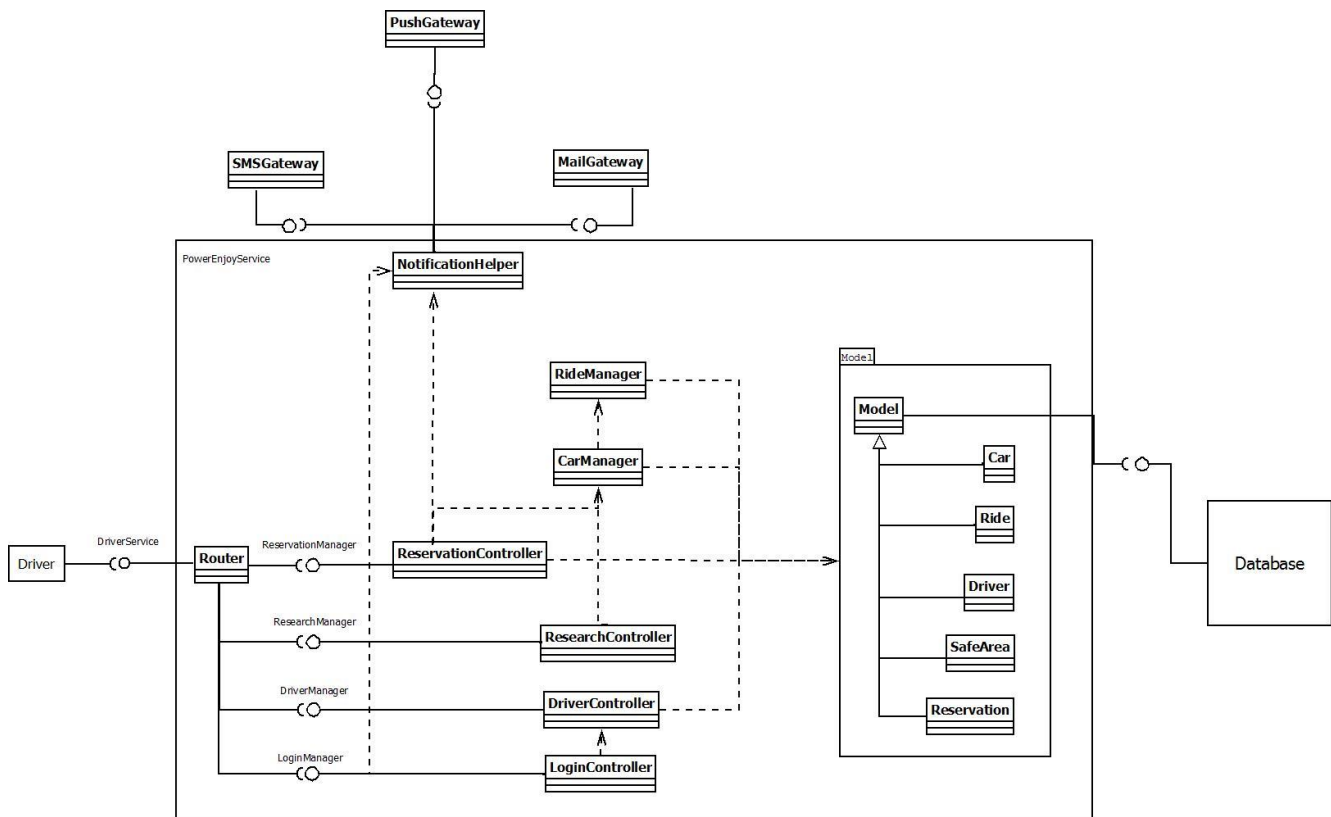 PushGateway
SMSGateway
MailGateway
PowerEnjoyService
NotificationHelper
Model
RideManager
Model
CarManager
Car
Ride
DriverService
ReservationManager
Driver
Router
ReservationController
Database
Driver
ResearchManager
ResearchController
SafeArea
DriverManager
DriverController
Reservation
LoginManager
LoginController